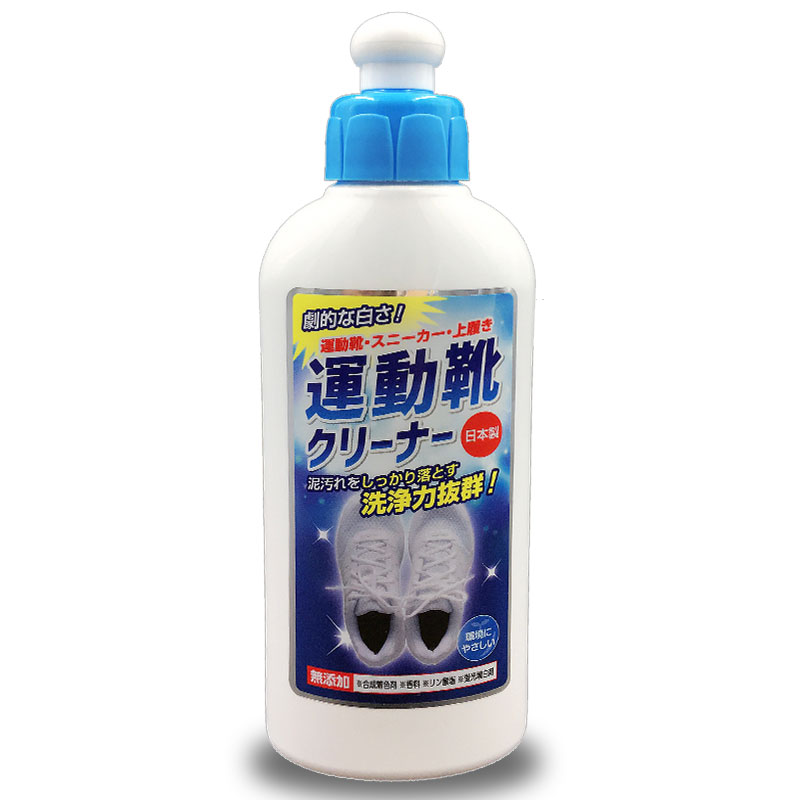 劇的な白さ!
運動靴・スニーカー・上履き
運動靴
クリーナー
日本製
泥汚れをしっかり落とす
洗浄力抜群!
環境に
やさしい
無添加 ※合成着色剤 ※香料 ※リン酸塩 ※蛍光増白剤